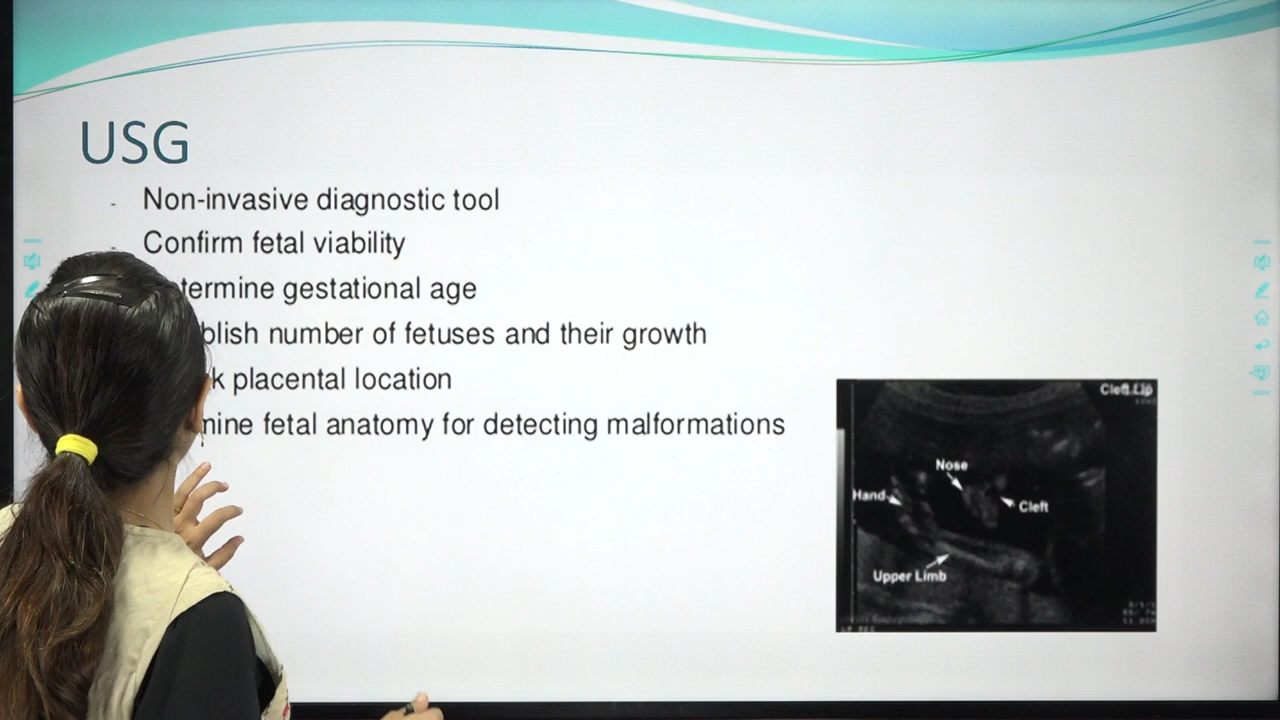 USG
- Non-invasive diagnostic tool
- Confirm fetal viability
termine gestational age
blish number of fetuses and their growth
k placental location
mine fetal anatomy for detecting malformations
Cleft Lip
Nose
Hand
Cleft
Upper Limb